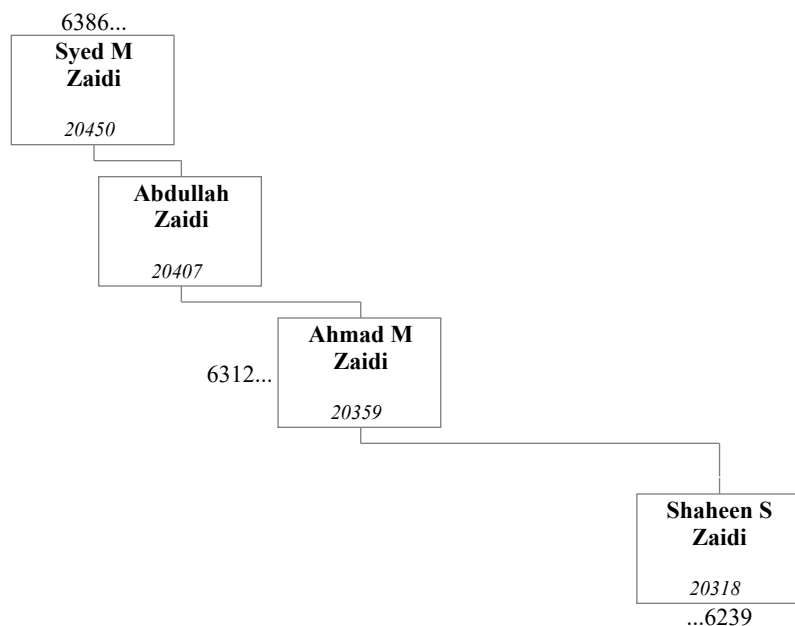 6386...
Syed M
Zaidi
20450
Abdullah
Zaidi
20407
Ahmad M
Zaidi
6312...
20359
Shaheen S
Zaidi
20318
...6239